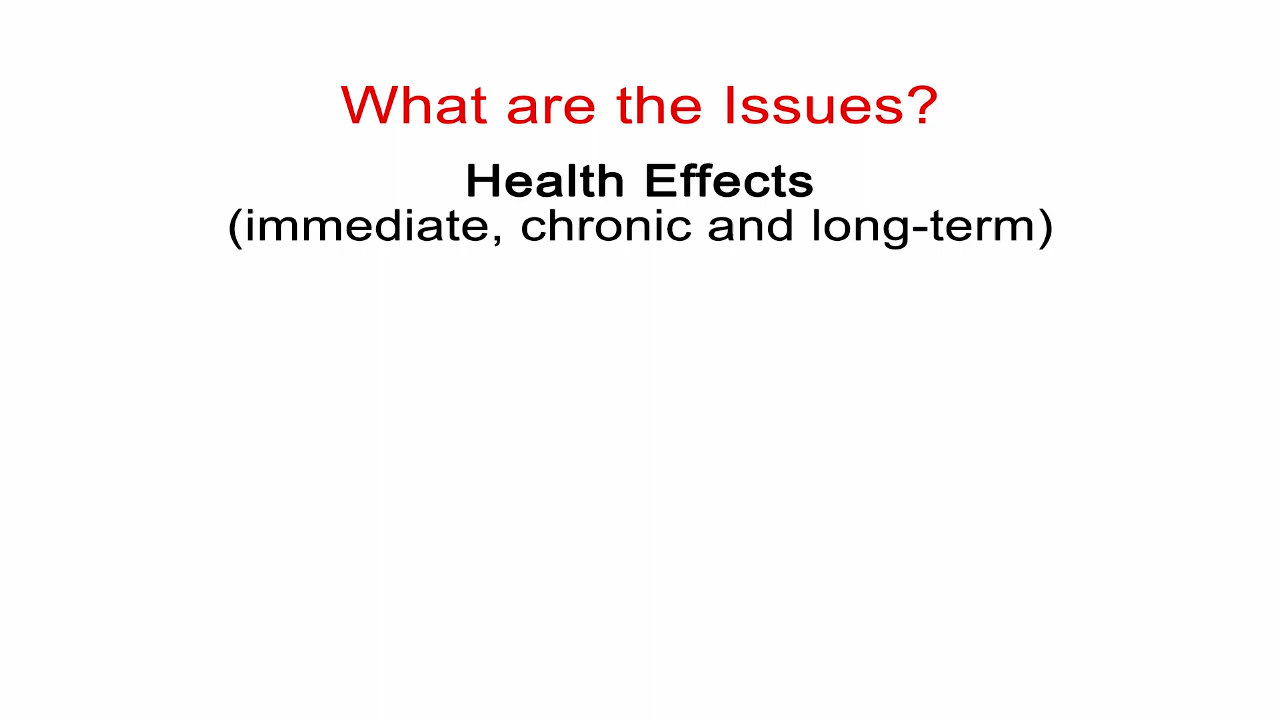 What are the Issues?
Health Effects
(immediate, chronic and long-term)